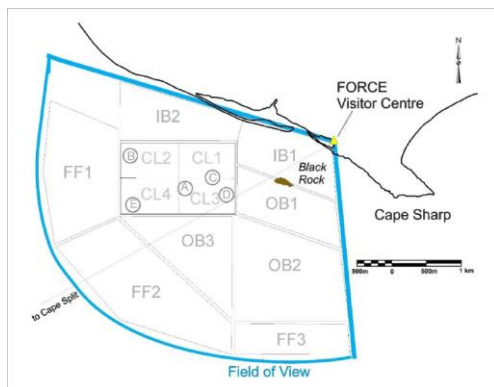 N
S
FORCE
Visitor Centre
IB2
IB1
Black
Rock
B
CL2
CL1
FF1
C
A
E
CL4
CL3
D
OB1
Cape Sharp
OB3
OB2
500m
0
500m
1 km
FF2
to Cape Split
FF3
Field of View